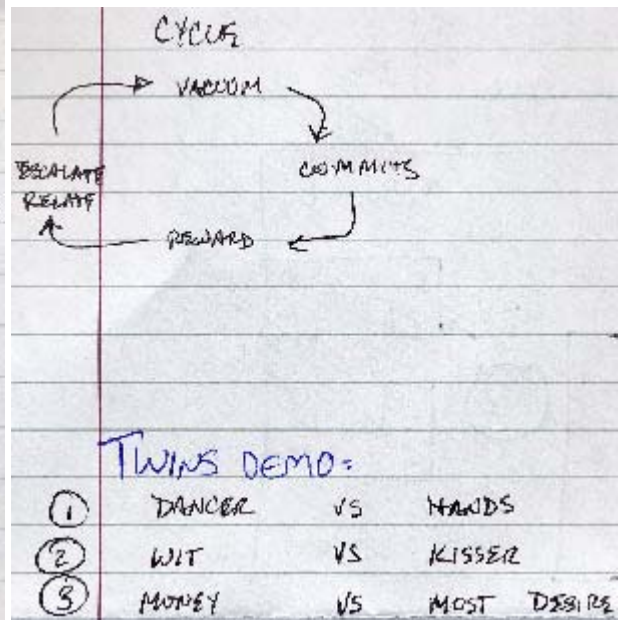 CYCLE
VACUUM
ESCALATE COMMITS
RELATE
REWARD
TWINS DEMO:
① DANCER VS HANDS
② WIT VS KISSER
③ MONEY VS MOST DESIRE